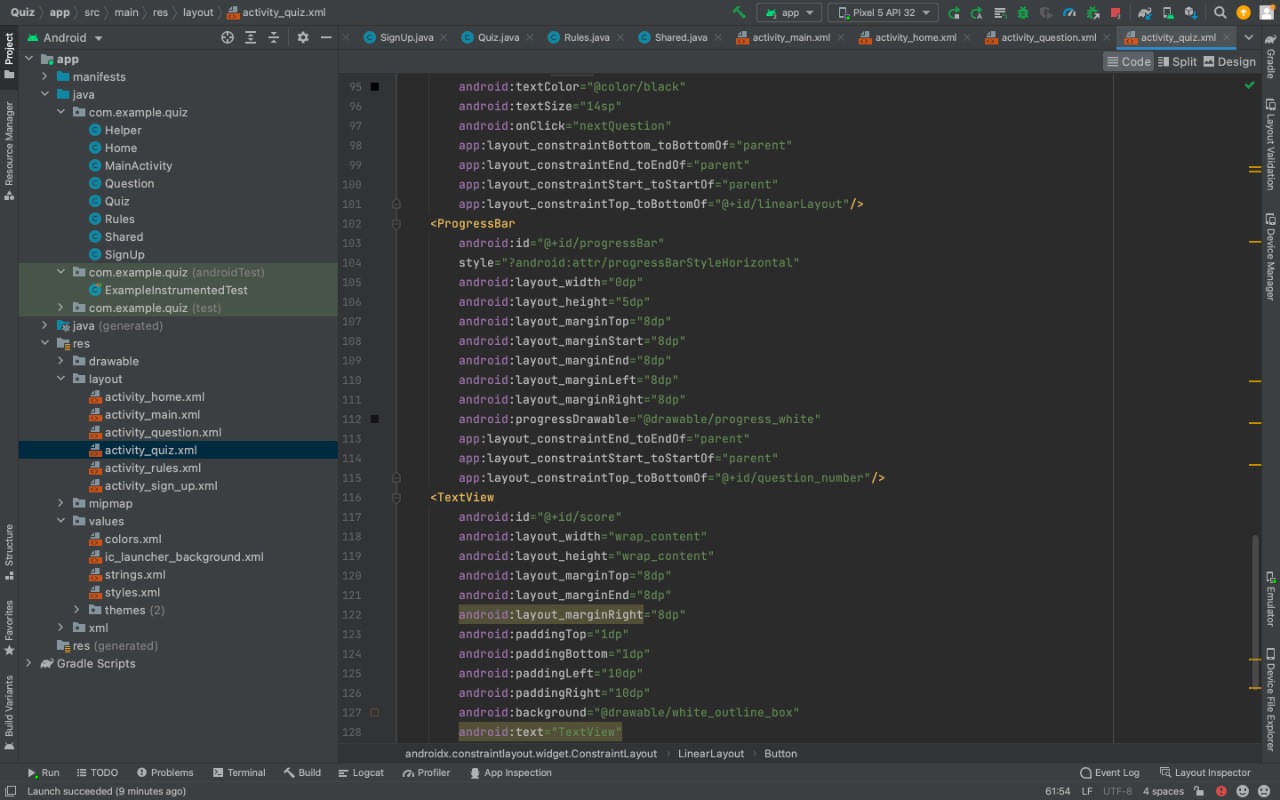 Quiz app src main res layout activity_quiz.xml app Pixel 5 API 32
Android SignUp.java Quiz.java Rules.java Shared.java activity_main.xml activity_home.xml activity_question.xml activity_quiz.xml
Code Split Design
Project
Resource Manager
Structure
Favorites
Build Variants
app
manifests
java
com.example.quiz
Helper
Home
MainActivity
Question
Quiz
Rules
Shared
SignUp
com.example.quiz (androidTest)
ExampleInstrumentedTest
com.example.quiz (test)
java (generated)
res
drawable
layout
activity_home.xml
activity_main.xml
activity_question.xml
activity_quiz.xml
activity_rules.xml
activity_sign_up.xml
mipmap
values
colors.xml
ic_launcher_background.xml
strings.xml
styles.xml
themes (2)
xml
res (generated)
Gradle Scripts
95 android:textColor="@color/black"
96 android:textSize="14sp"
97 android:onClick="nextQuestion"
98 app:layout_constraintBottom_toBottomOf="parent"
99 app:layout_constraintEnd_toEndOf="parent"
100 app:layout_constraintStart_toStartOf="parent"
101 app:layout_constraintTop_toBottomOf="@+id/linearLayout"/>
102 <ProgressBar
103 android:id="@+id/progressBar"
104 style="?android:attr/progressBarStyleHorizontal"
105 android:layout_width="0dp"
106 android:layout_height="5dp"
107 android:layout_marginTop="8dp"
108 android:layout_marginStart="8dp"
109 android:layout_marginEnd="8dp"
110 android:layout_marginLeft="8dp"
111 android:layout_marginRight="8dp"
112 android:progressDrawable="@drawable/progress_white"
113 app:layout_constraintEnd_toEndOf="parent"
114 app:layout_constraintStart_toStartOf="parent"
115 app:layout_constraintTop_toBottomOf="@+id/question_number"/>
116 <TextView
117 android:id="@+id/score"
118 android:layout_width="wrap_content"
119 android:layout_height="wrap_content"
120 android:layout_marginTop="8dp"
121 android:layout_marginEnd="8dp"
122 android:layout_marginRight="8dp"
123 android:paddingTop="1dp"
124 android:paddingBottom="1dp"
125 android:paddingLeft="10dp"
126 android:paddingRight="10dp"
127 android:background="@drawable/white_outline_box"
128 android:text="TextView"
androidx.constraintlayout.widget.ConstraintLayout LinearLayout Button
Gradle
Layout Validation
Device Manager
Emulator
Device File Explorer
Run TODO Problems Terminal Build Logcat Profiler App Inspection Event Log Layout Inspector
Launch succeeded (9 minutes ago) 61:54 LF UTF-8 4 spaces